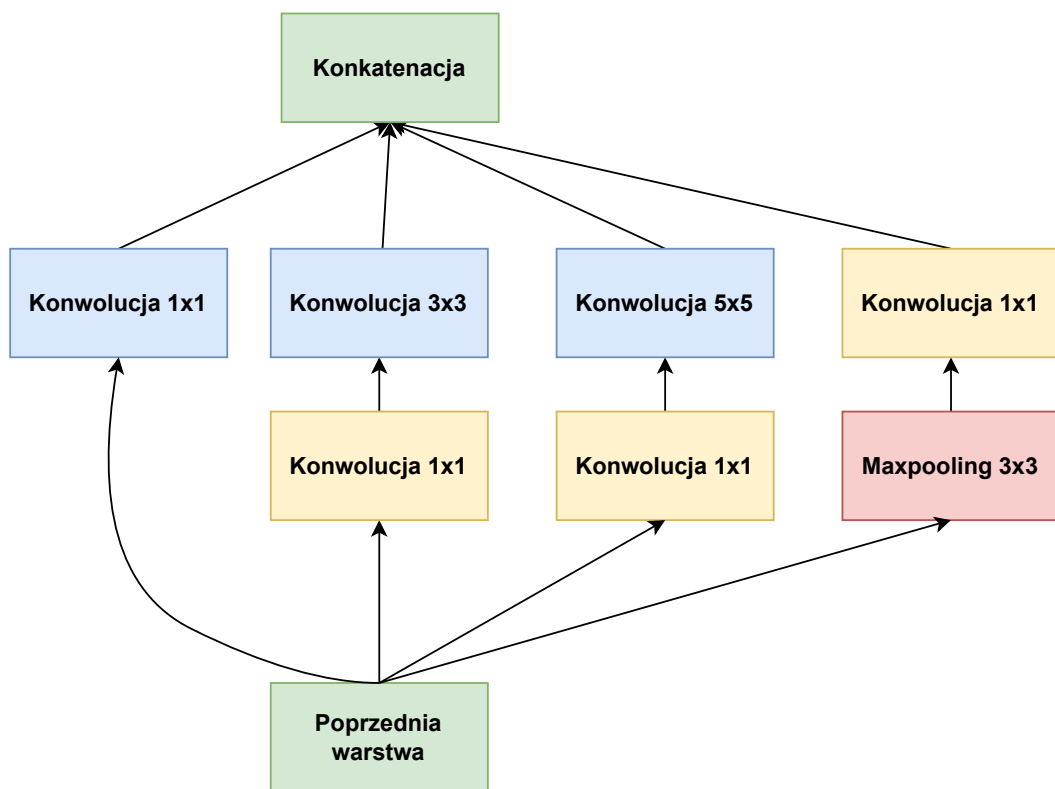 Konkatenacja
Konwolucja 1x1
Konwolucja 3x3
Konwolucja 5x5
Konwolucja 1x1
Konwolucja 1x1
Konwolucja 1x1
Maxpooling 3x3
Poprzednia
warstwa